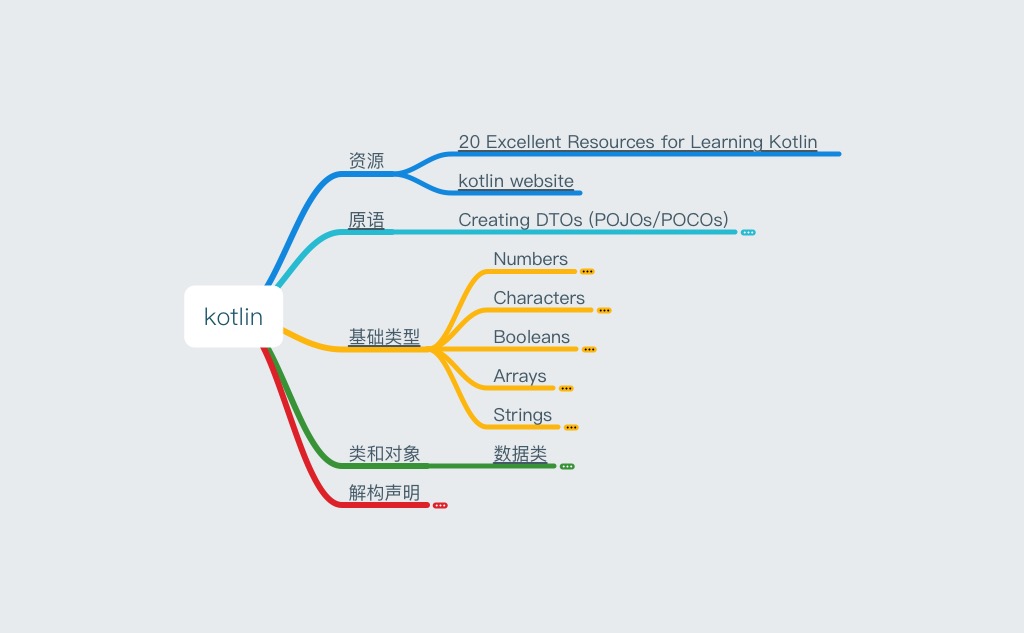 20 Excellent Resources for Learning Kotlin
资源
kotlin website
原语
Creating DTOs (POJOs/POCOs)
Numbers
Characters
kotlin
基础类型
Booleans
Arrays
Strings
类和对象
数据类
解构声明